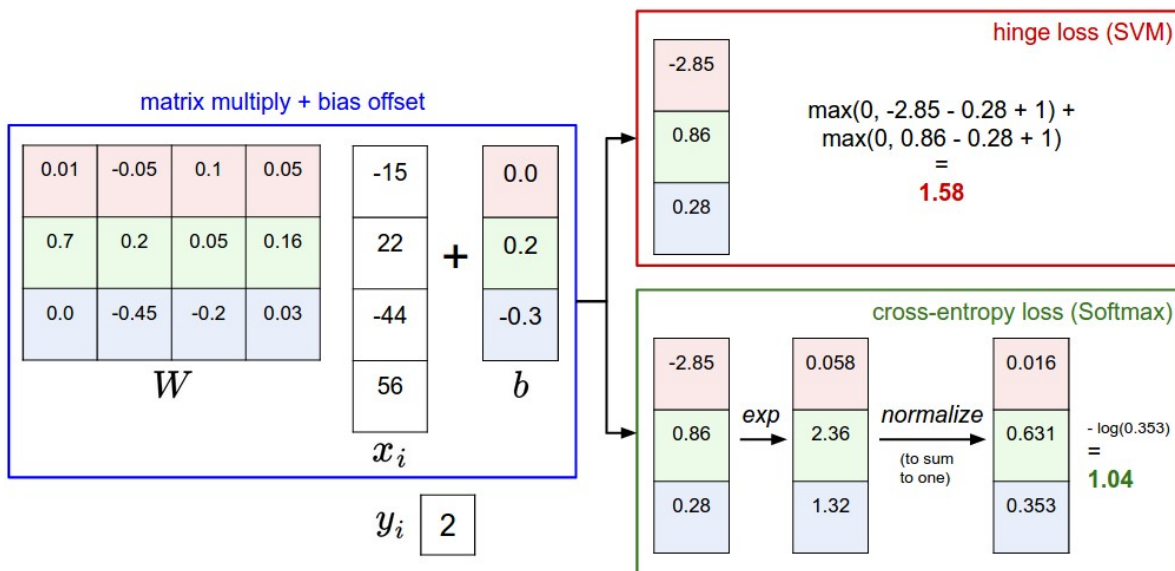 matrix multiply + bias offset
0.01 -0.05 0.1 0.05
0.7 0.2 0.05 0.16
0.0 -0.45 -0.2 0.03
W
-15
22
-44
56
x_i
+
0.0
0.2
-0.3
b
y_i 2
hinge loss (SVM)
-2.85
0.86
0.28
max(0, -2.85 - 0.28 + 1) +
max(0, 0.86 - 0.28 + 1)
=
1.58
cross-entropy loss (Softmax)
-2.85
0.86
0.28
exp
0.058
2.36
1.32
normalize
(to sum
to one)
0.016
0.631
0.353
- log(0.353)
=
1.04